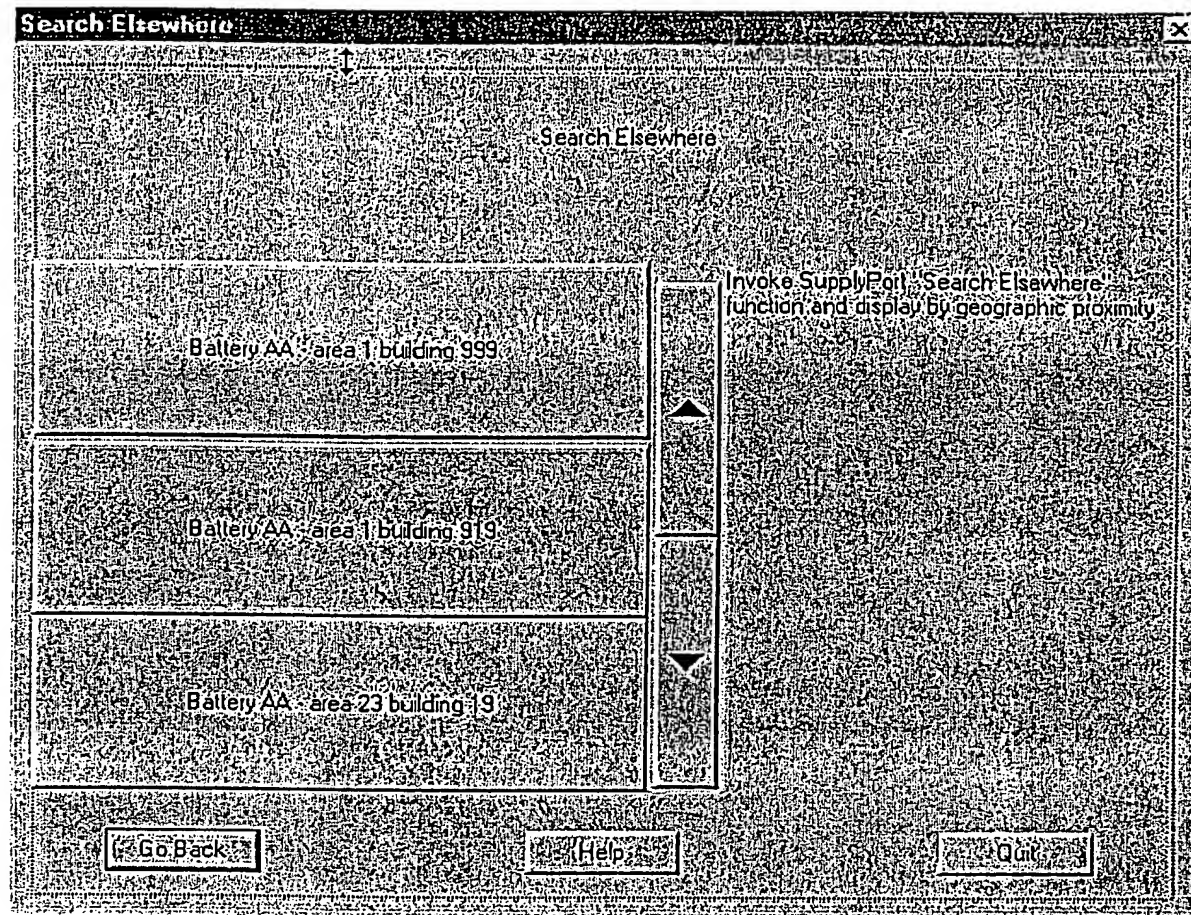 Search Elsewhere
Search Elsewhere
Invoke SupplyPort "Search Elsewhere"
function and display by geographic proximity
Battery AA - area 1 building 999
Battery AA - area 1 building 919
Battery AA - area 23 building 19
Go Back
Help
Quit